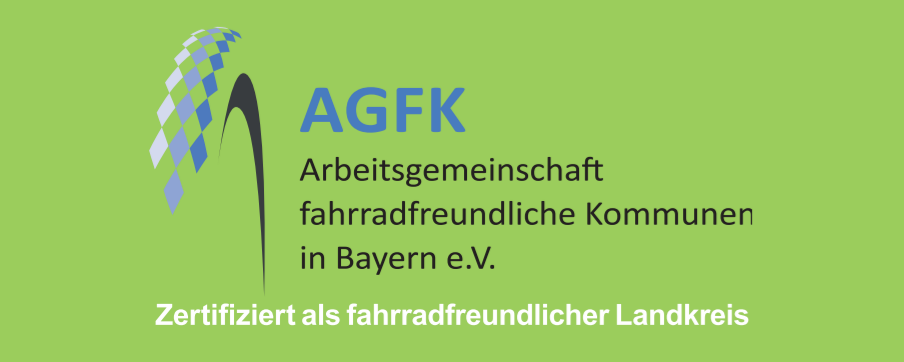 AGFK
Arbeitsgemeinschaft
fahrradfreundliche Kommunen
in Bayern e.V.
Zertifiziert als fahrradfreundlicher Landkreis